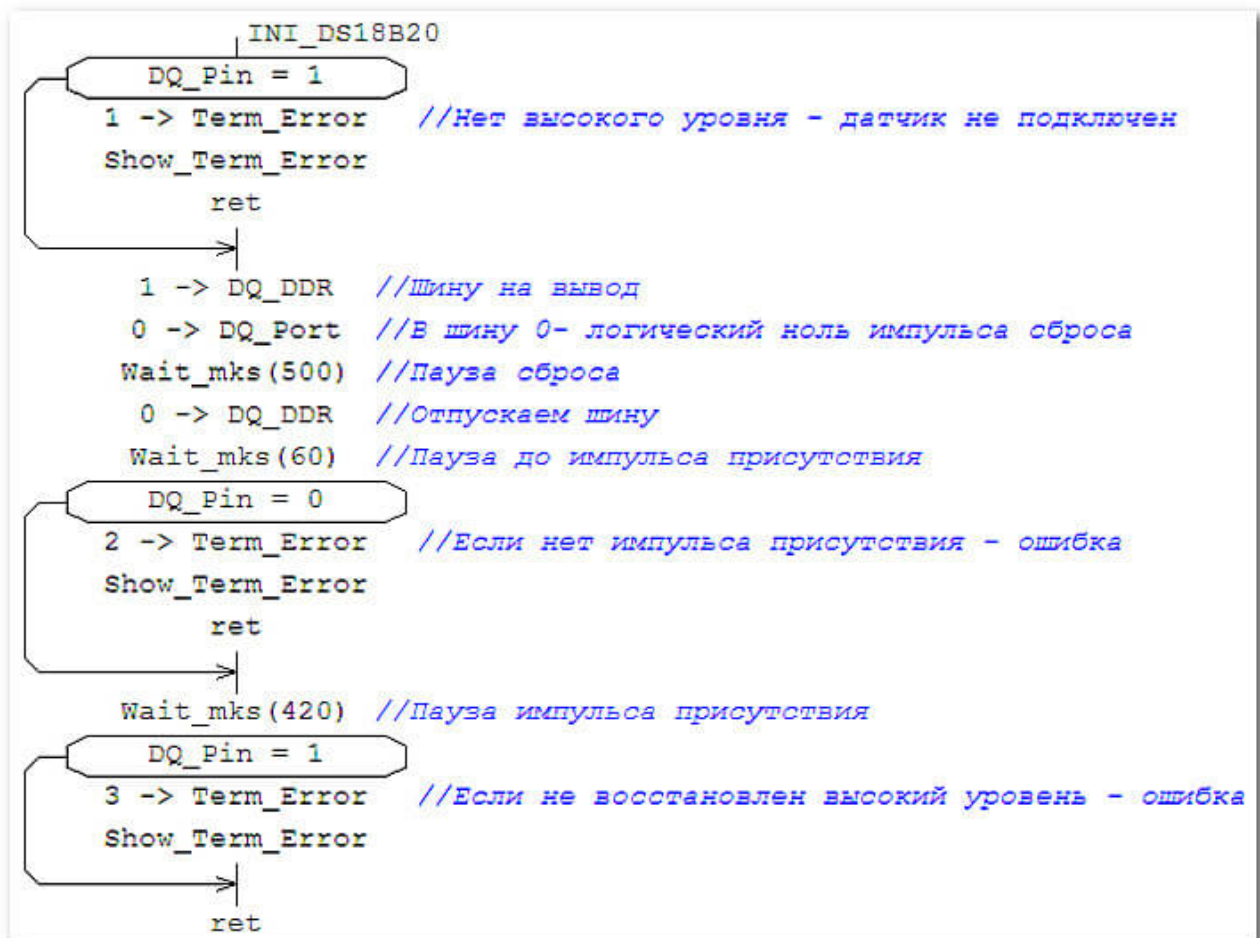 INI_DS18B20
DQ_Pin = 1
1 -> Term_Error //Нет высокого уровня - датчик не подключен
Show_Term_Error
ret
1 -> DQ_DDR //Шину на вывод
0 -> DQ_Port //В шину 0- логический ноль импульса сброса
Wait_mks(500) //Пауза сброса
0 -> DQ_DDR //Отпускаем шину
Wait_mks(60) //Пауза до импульса присутствия
DQ_Pin = 0
2 -> Term_Error //Если нет импульса присутствия - ошибка
Show_Term_Error
ret
Wait_mks(420) //Пауза импульса присутствия
DQ_Pin = 1
3 -> Term_Error //Если не восстановлен высокий уровень - ошибка
Show_Term_Error
ret